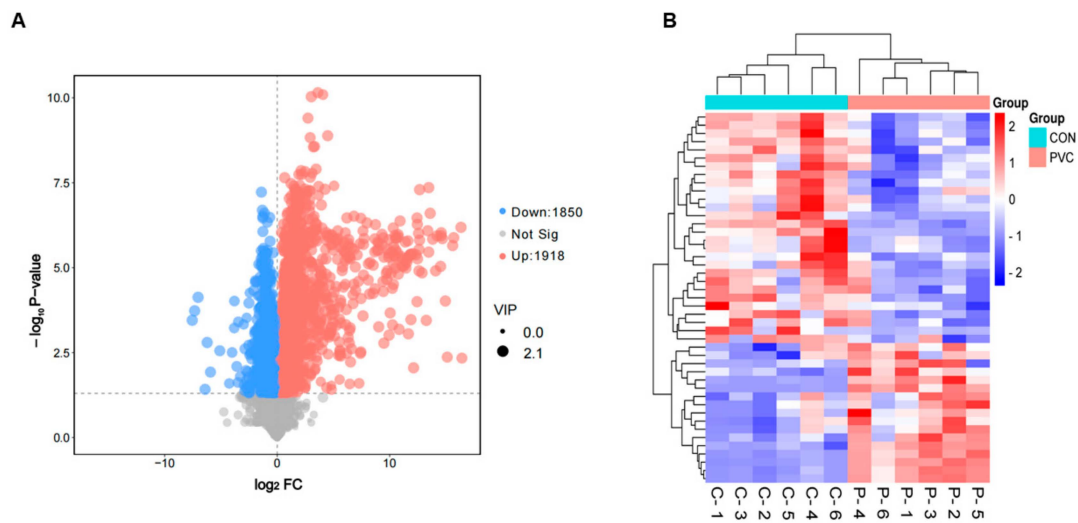 A
10.0
7.5
5.0
2.5
0.0
−log10 P−value
−10
0
10
log2 FC
Down:1850
Not Sig
Up:1918
VIP
0.0
2.1
B
Group
2
1
0
- 1
- 2
Group
CON
PVC
C- 1
C- 3
C- 2
C- 5
C- 4
C- 6
P- 4
P- 6
P- 1
P- 3
P- 2
P- 5